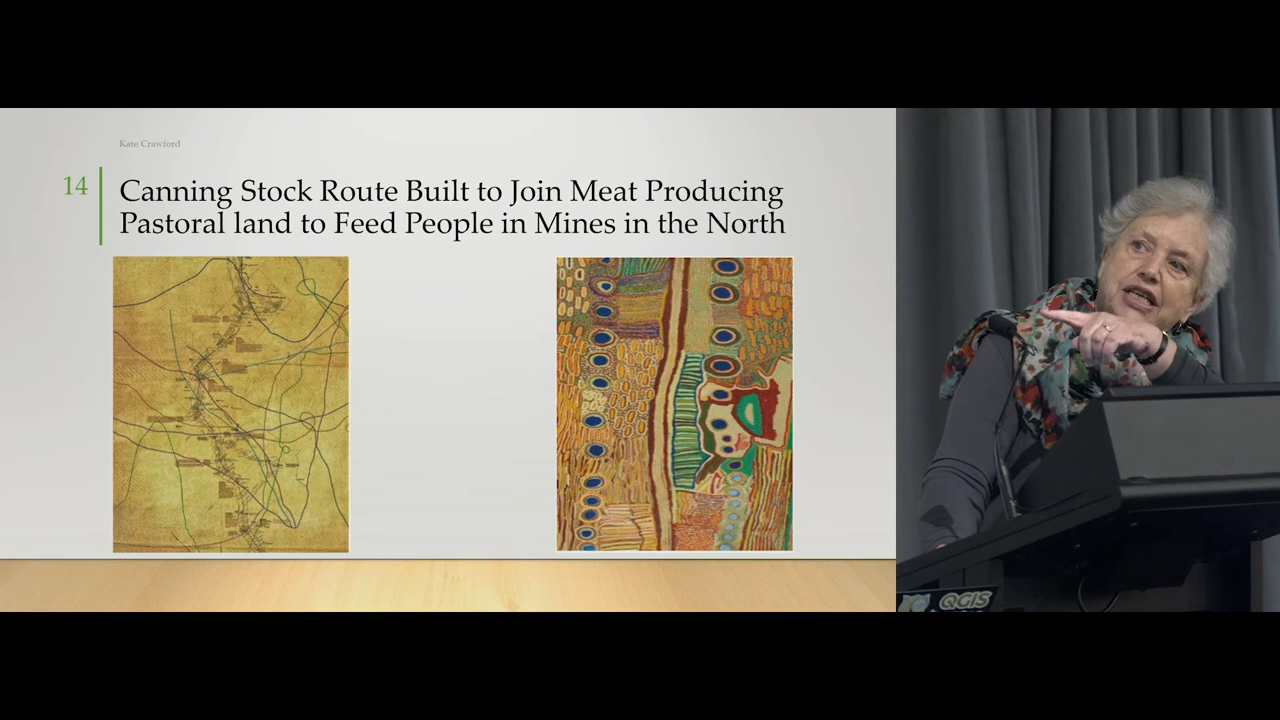 Kate Crawford
14
Canning Stock Route Built to Join Meat Producing
Pastoral land to Feed People in Mines in the North
QGIS